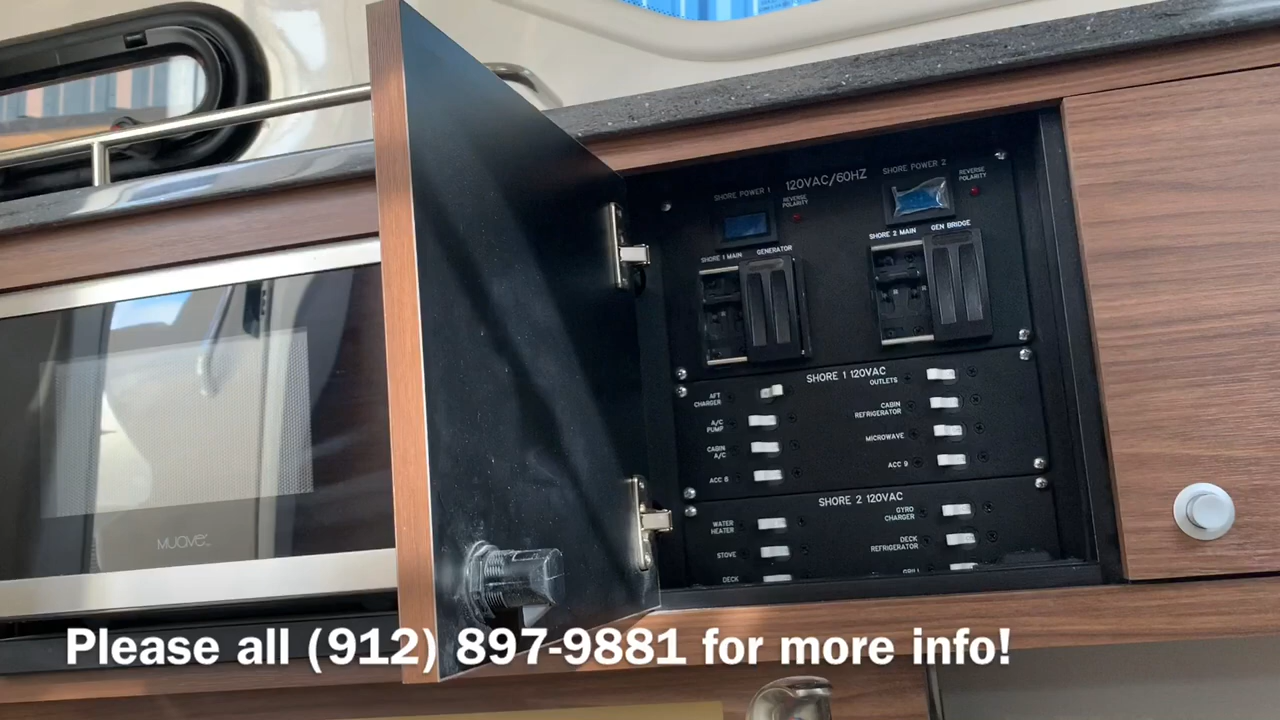 SHORE POWER 2
SHORE POWER 1
120VAC/60HZ
REVERSE
POLARITY
REVERSE
POLARITY
SHORE 1 MAIN
GENERATOR
SHORE 2 MAIN
GEN BRIDGE
SHORE 1 120VAC
AFT
CHARGER
OUTLETS
A/C
PUMP
CABIN
REFRIGERATOR
CABIN
A/C
MICROWAVE
ACC 8
ACC 9
SHORE 2 120VAC
WATER
HEATER
GYRO
CHARGER
STOVE
DECK
REFRIGERATOR
DECK
GRILL
Please all (912) 897-9881 for more info!